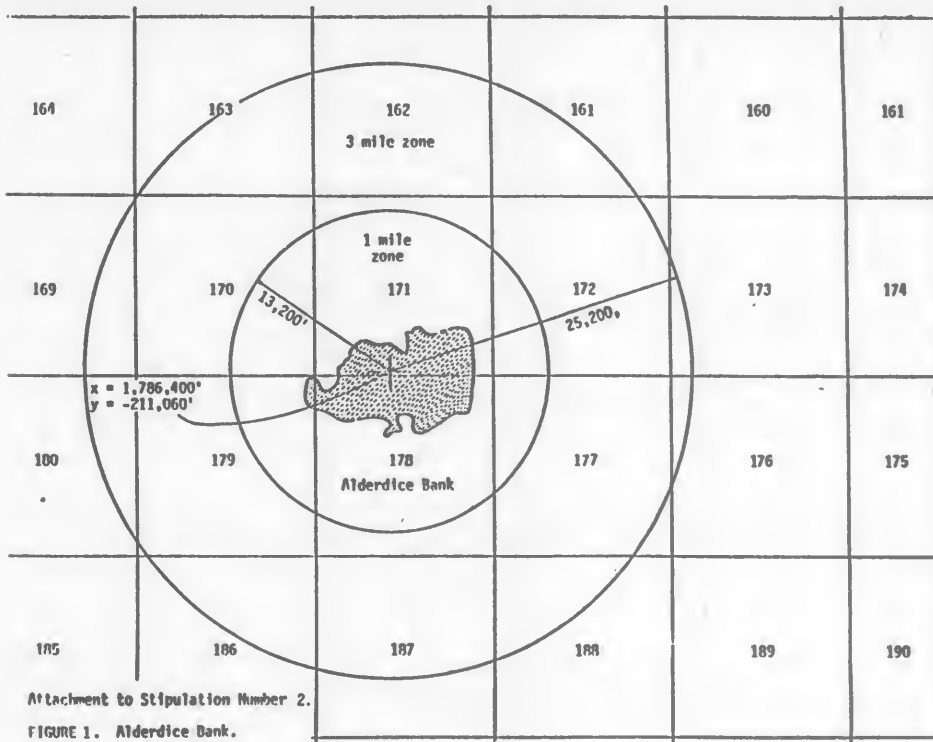 164 163 162 161 160 161
3 mile zone
1 mile
zone
169 170 171 172 173 174
13,200'
25,200,
x = 1,786,400'
y = -211,060'
180 179 178 177 176 175
Alderdice Bank
185 186 187 188 189 190
Attachment to Stipulation Number 2.
FIGURE 1. Alderdice Bank.